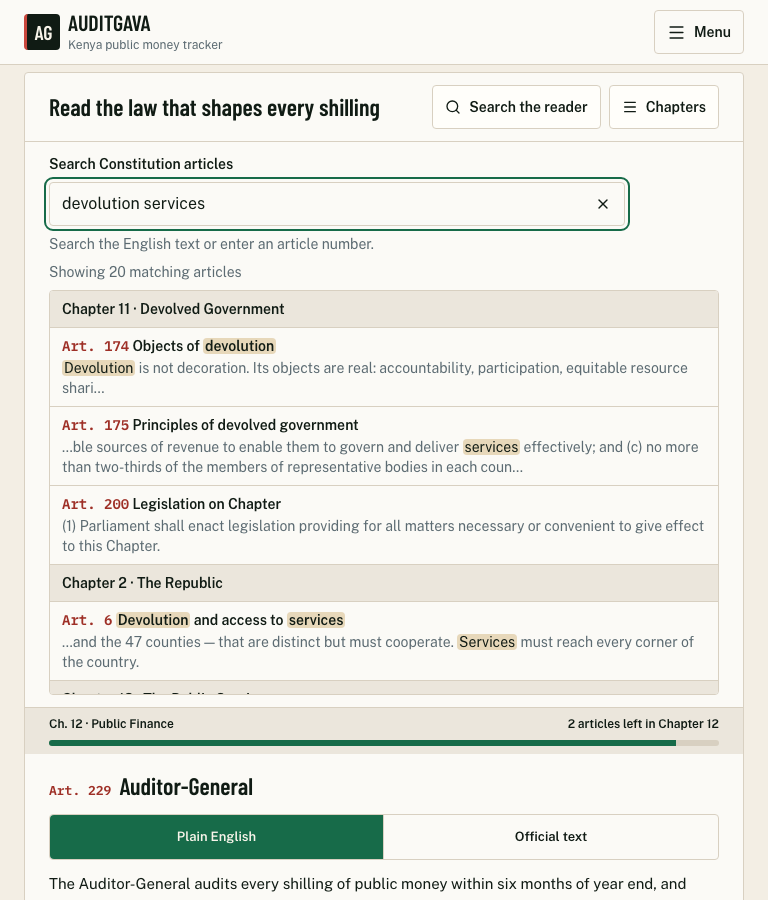 AG
AUDITGAVA
Kenya public money tracker
Menu
Read the law that shapes every shilling
Search the reader
Chapters
Search Constitution articles
devolution services
Search the English text or enter an article number.
Showing 20 matching articles
Chapter 11 · Devolved Government
Art. 174 Objects of devolution
Devolution is not decoration. Its objects are real: accountability, participation, equitable resource
shari...
Art. 175 Principles of devolved government
...ble sources of revenue to enable them to govern and deliver services effectively; and (c) no more
than two-thirds of the members of representative bodies in each coun...
Art. 200 Legislation on Chapter
(1) Parliament shall enact legislation providing for all matters necessary or convenient to give effect
to this Chapter.
Chapter 2 · The Republic
Art. 6 Devolution and access to services
...and the 47 counties — that are distinct but must cooperate. Services must reach every corner of
the country.
Ch. 12 · Public Finance
2 articles left in Chapter 12
Art. 229 Auditor-General
Plain English
Official text
The Auditor-General audits every shilling of public money within six months of year end, and